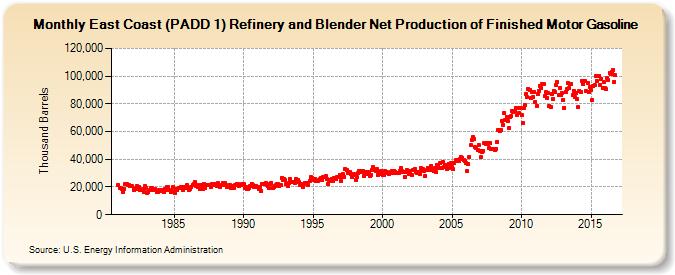 Monthly East Coast (PADD 1) Refinery and Blender Net Production of Finished Motor Gasoline
Thousand Barrels
120,000
100,000
80,000
60,000
40,000
20,000
0
1985 1990 1995 2000 2005 2010 2015
Source: U.S. Energy Information Administration